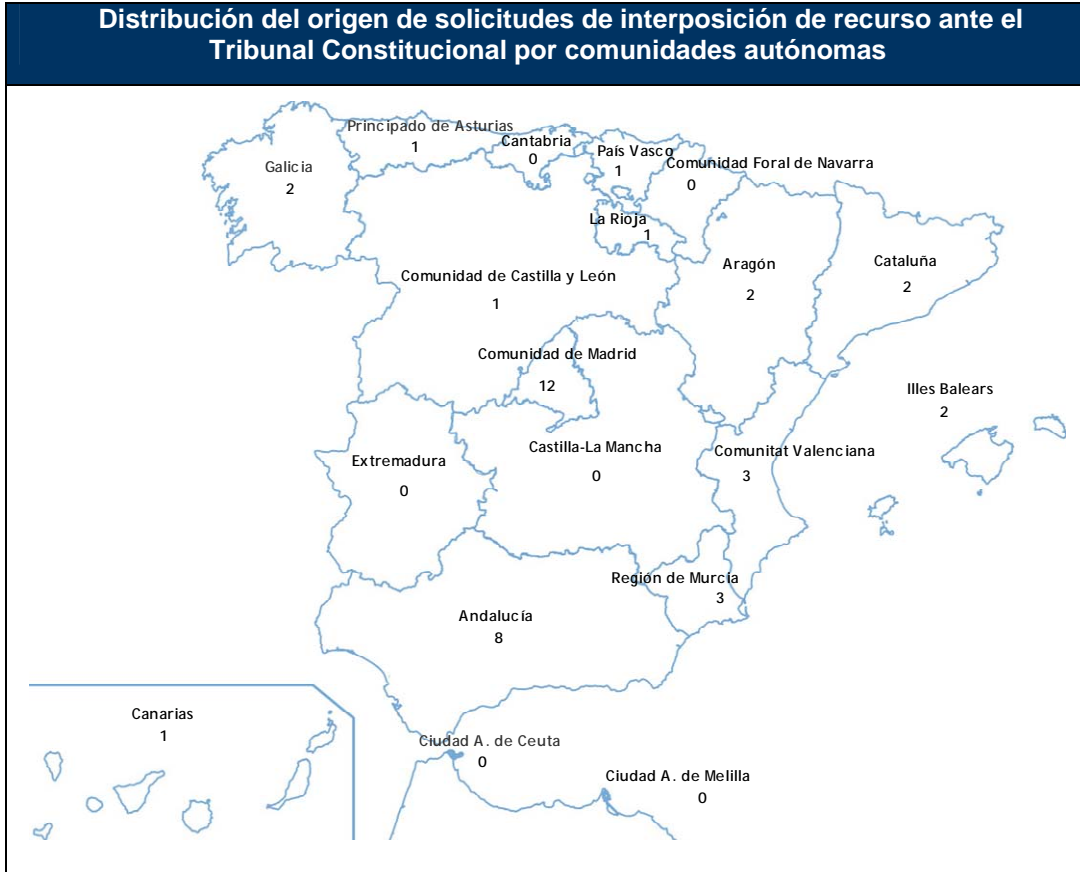 Distribución del origen de solicitudes de interposición de recurso ante el
Tribunal Constitucional por comunidades autónomas
Principado de Asturias
1
Cantabria
0
País Vasco
1
Comunidad Foral de Navarra
0
Galicia
2
La Rioja
1
Aragón
2
Cataluña
2
Comunidad de Castilla y León
1
Comunidad de Madrid
12
Illes Balears
2
Extremadura
0
Castilla-La Mancha
0
Comunitat Valenciana
3
Región de Murcia
3
Andalucía
8
Canarias
1
Ciudad A. de Ceuta
0
Ciudad A. de Melilla
0